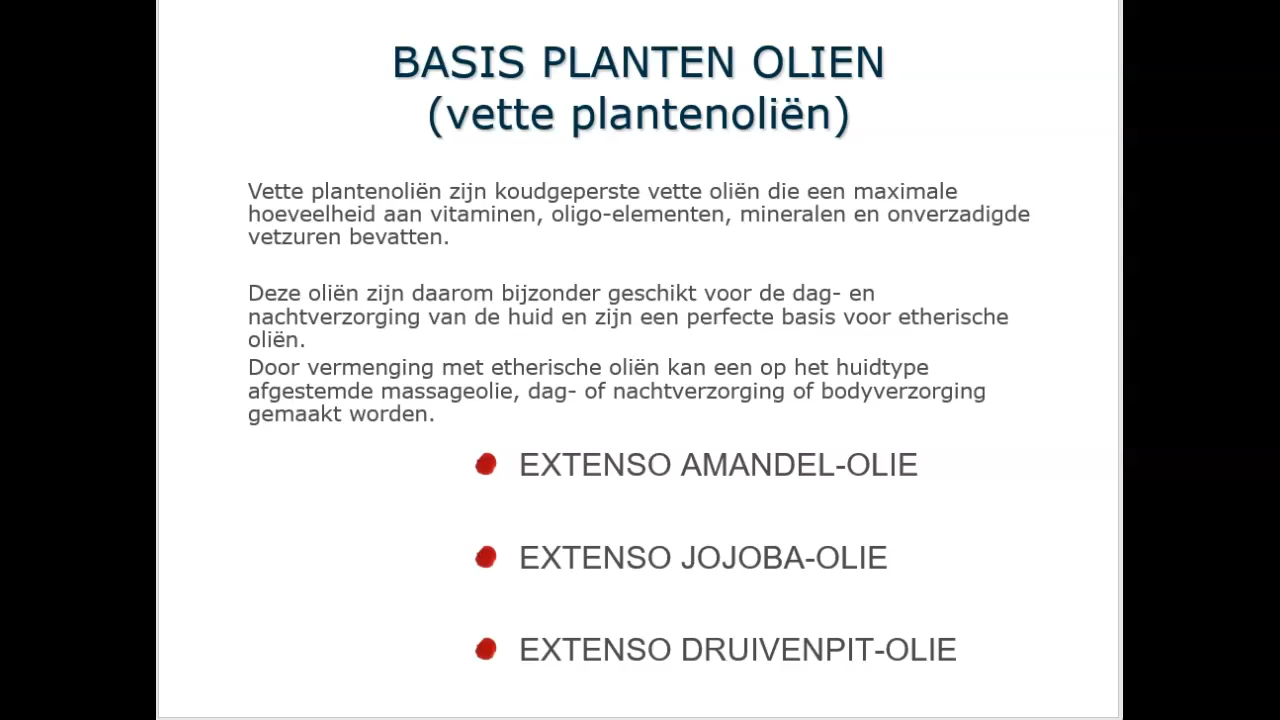 BASIS PLANTEN OLIEN
(vette plantenoliën)
Vette plantenoliën zijn koudgeperste vette oliën die een maximale
hoeveelheid aan vitaminen, oligo-elementen, mineralen en onverzadigde
vetzuren bevatten.
Deze oliën zijn daarom bijzonder geschikt voor de dag- en
nachtverzorging van de huid en zijn een perfecte basis voor etherische
oliën.
Door vermenging met etherische oliën kan een op het huidtype
afgestemde massageolie, dag- of nachtverzorging of bodyverzorging
gemaakt worden.
EXTENSO AMANDEL-OLIE
EXTENSO JOJOBA-OLIE
EXTENSO DRUIVENPIT-OLIE